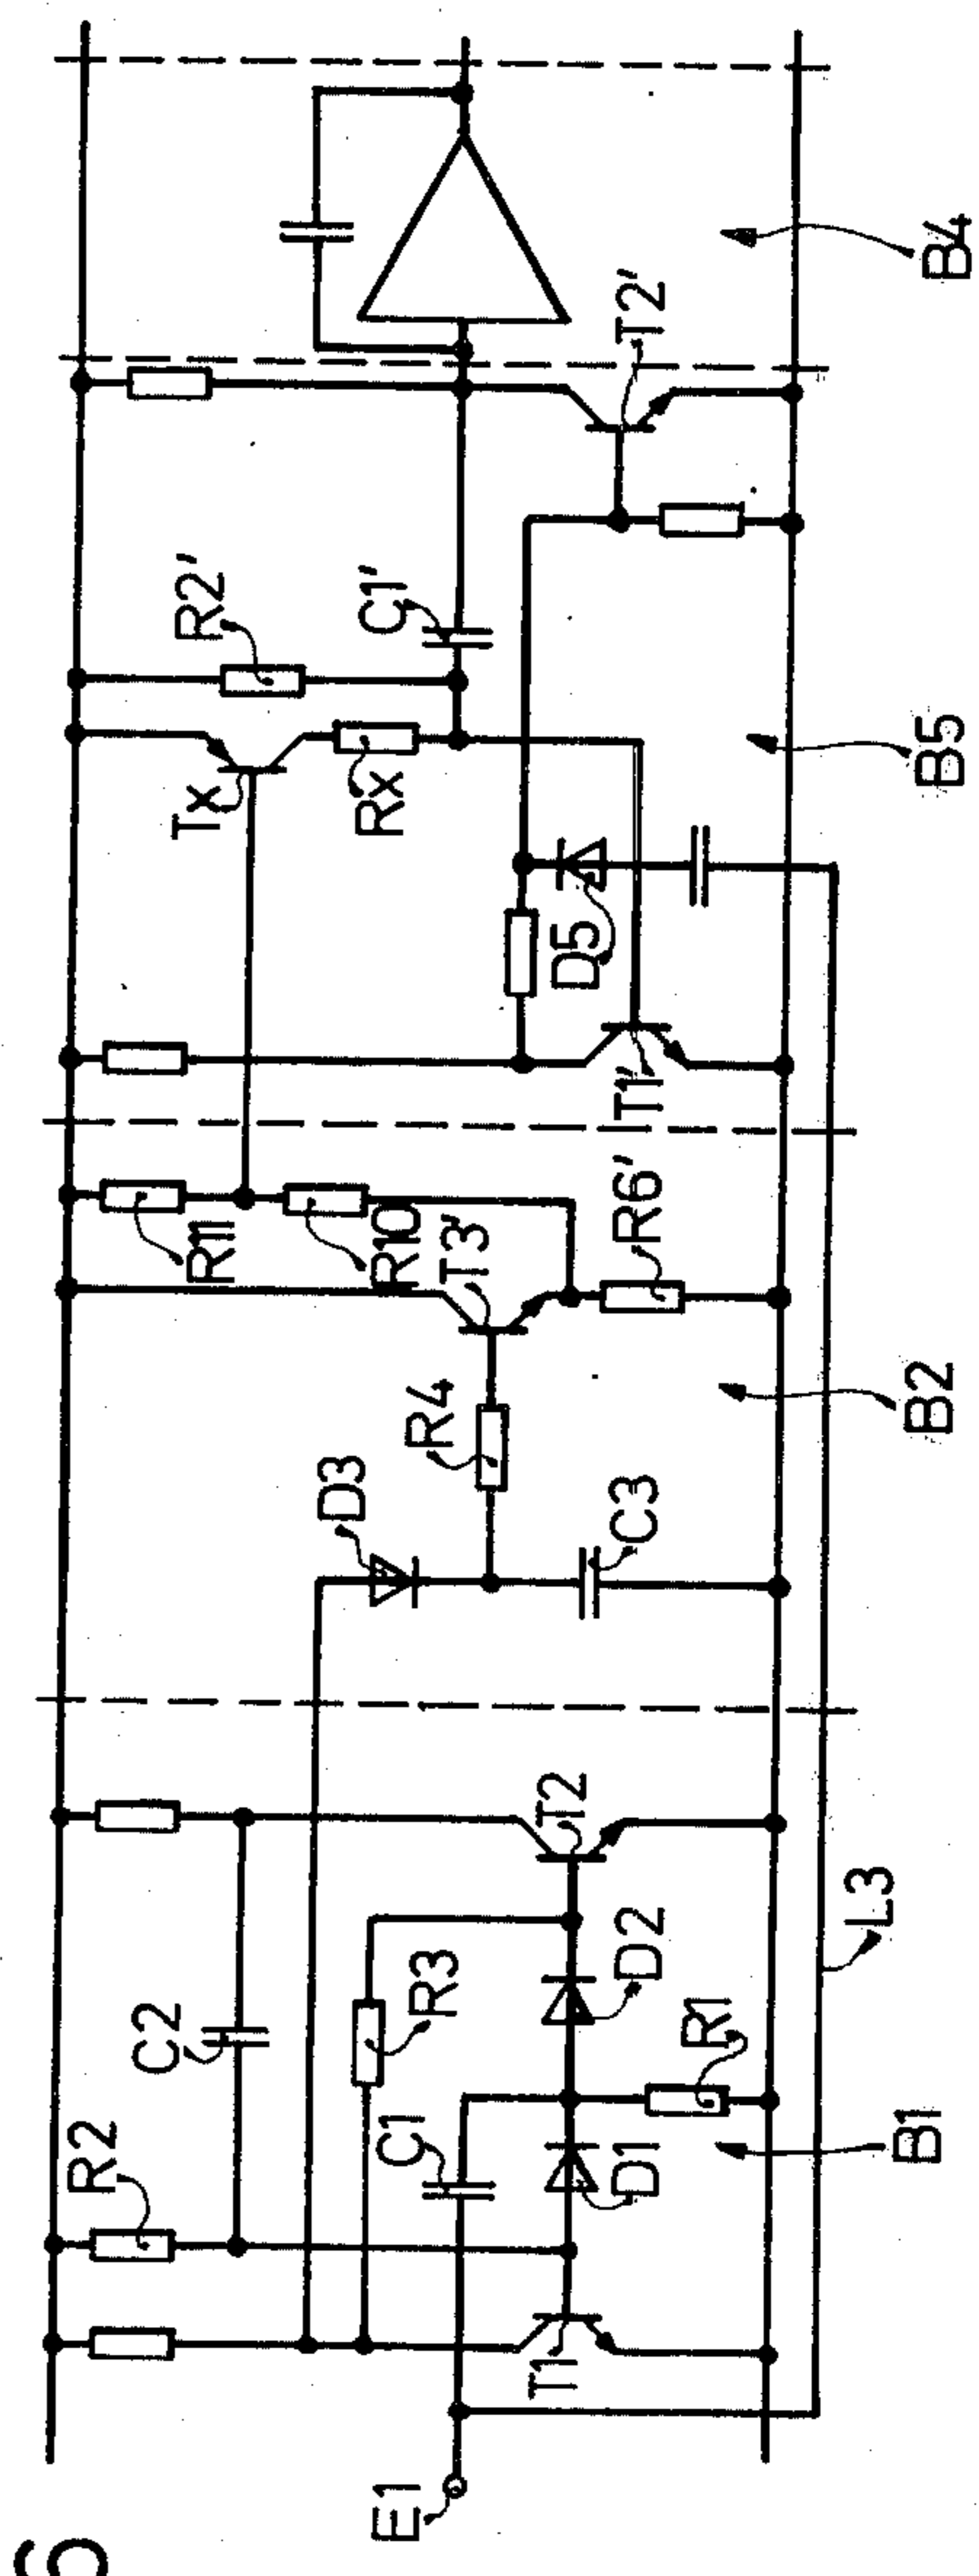 6
E1
T1
R2
C2
C1
D1
R3
D2
R1
T2
B1
L3
D3
R4
C3
T3'
R11
R10
R6'
B2
T1'
D5
Tx
Rx
R2'
C1'
T2'
B5
B4